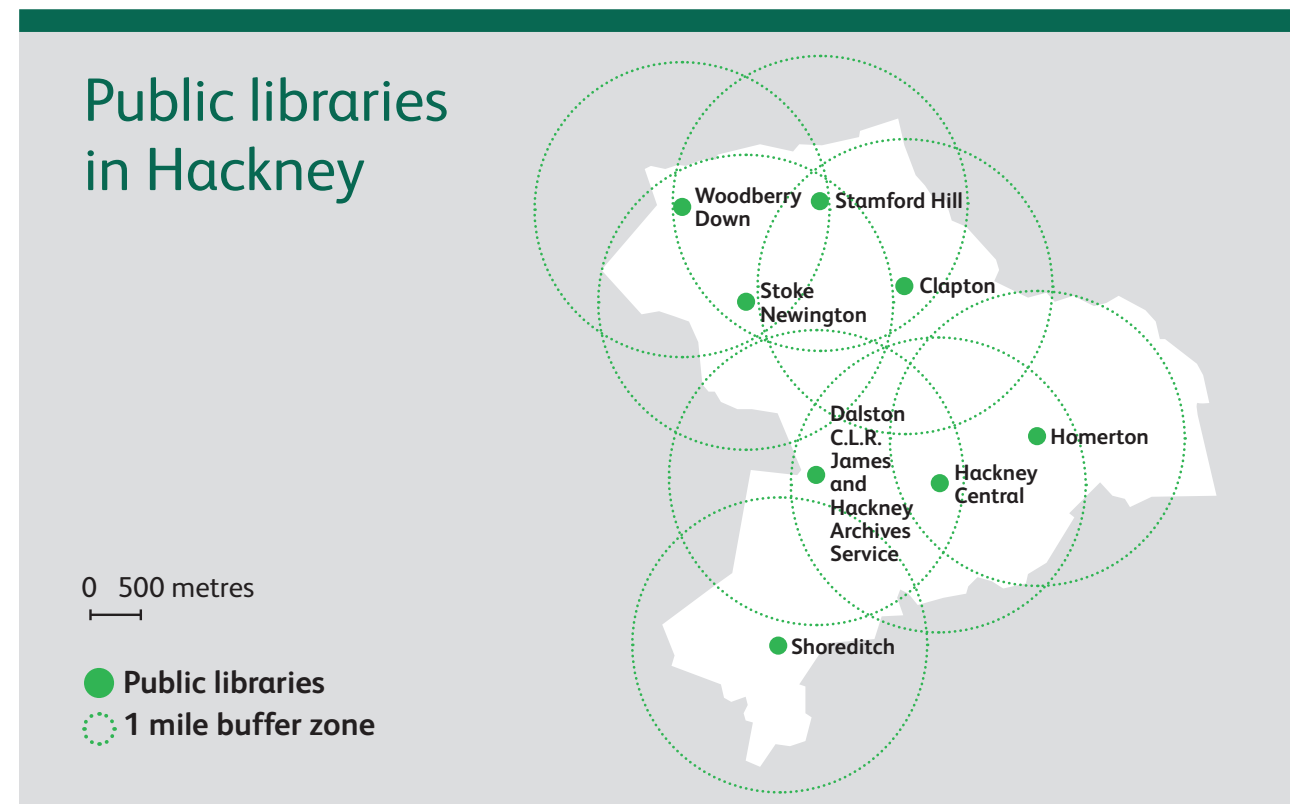 Public libraries
in Hackney
Woodberry
Down
Stamford Hill
Stoke
Newington
Clapton
Dalston
C.L.R.
James
and
Hackney
Archives
Service
Homerton
Hackney
Central
Shoreditch
0 500 metres
Public libraries
1 mile buffer zone